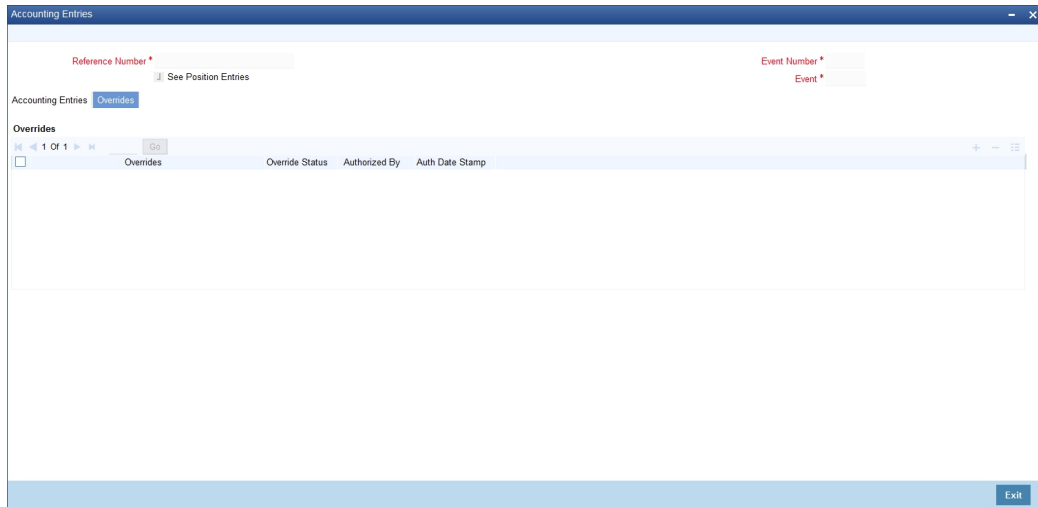 Accounting Entries
Reference Number *
Event Number *
J See Position Entries
Event *
Accounting Entries Overrides
Overrides
1 Of 1 Go
Overrides Override Status Authorized By Auth Date Stamp
Exit